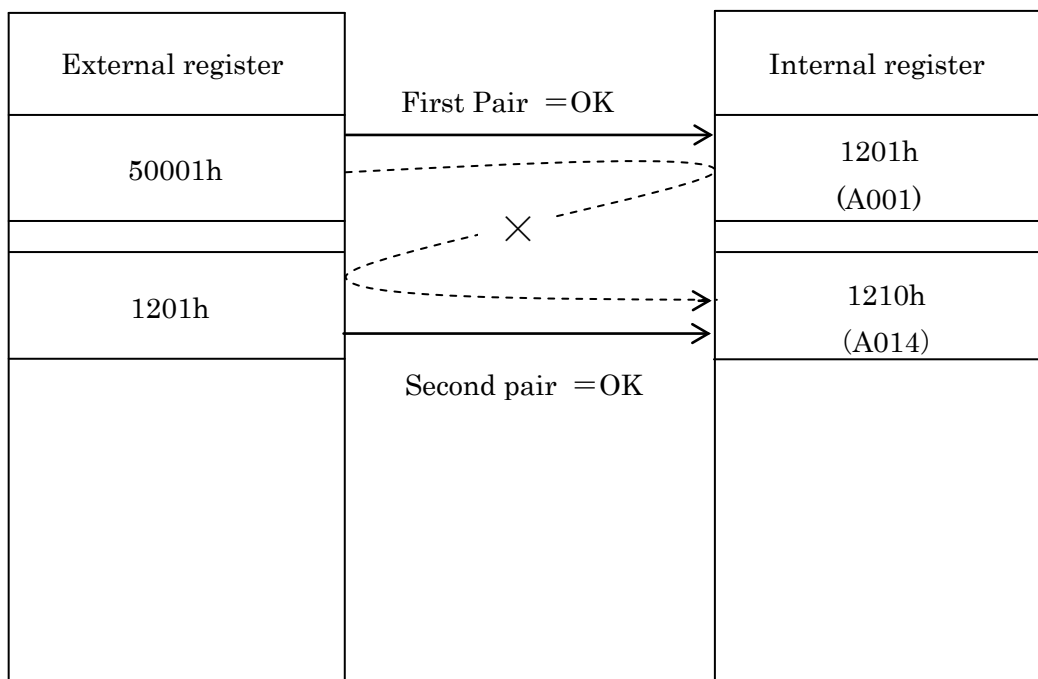 External register
Internal register
First Pair =OK
50001h
1201h
(A001)
×
1201h
1210h
(A014)
Second pair =OK